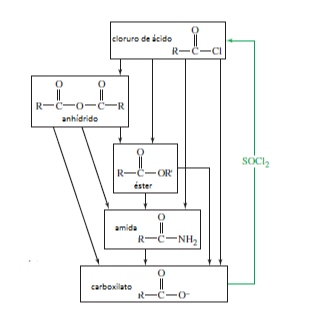 cloruro de ácido
O
R—C—Cl
O O
R—C—O—C—R
anhídrido
SOCl₂
O
R—C—OR'
éster
amida
O
R—C—NH₂
carboxilato
O
R—C—O⁻